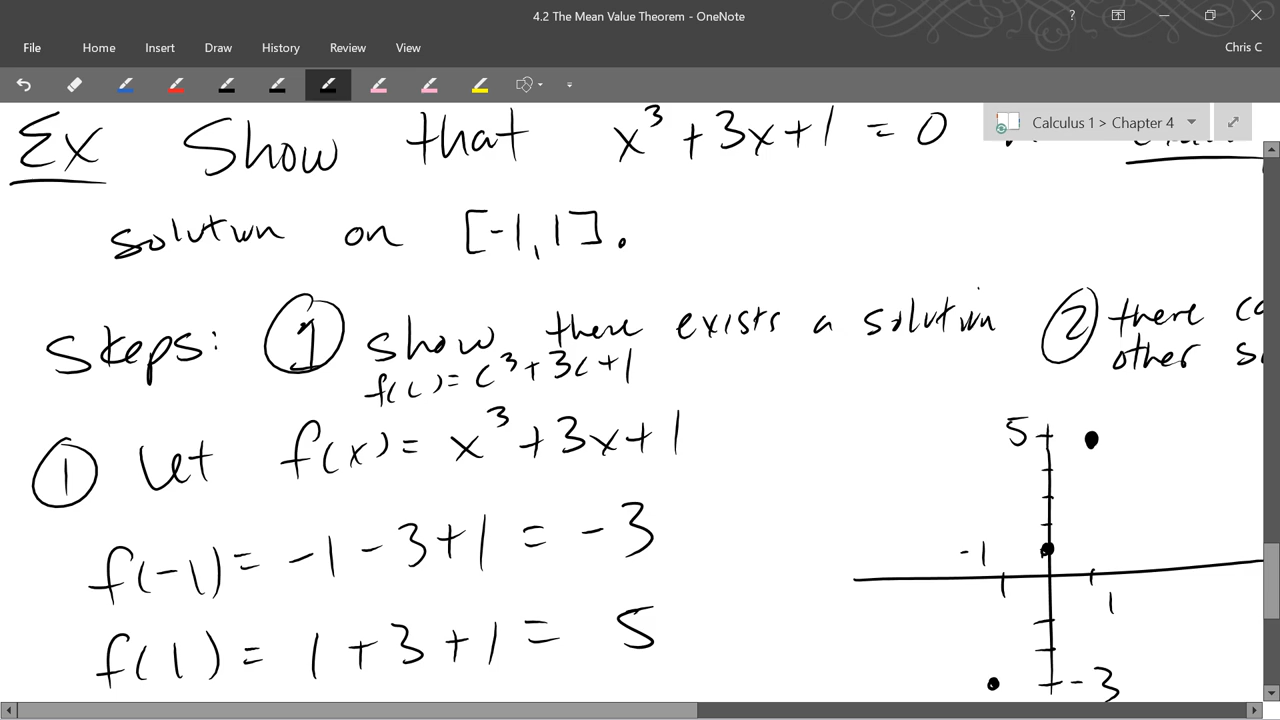 4.2 The Mean Value Theorem - OneNote
File Home Insert Draw History Review View
Chris C
Calculus 1 > Chapter 4
Ex Show that x³ + 3x + 1 = 0
solution on [-1, 1].
Steps: ① show there exists a solution ② there
other
f(c) = c³ + 3c + 1
① Let f(x) = x³ + 3x + 1
f(-1) = -1 - 3 + 1 = -3
f(1) = 1 + 3 + 1 = 5
5
-1
1
-3